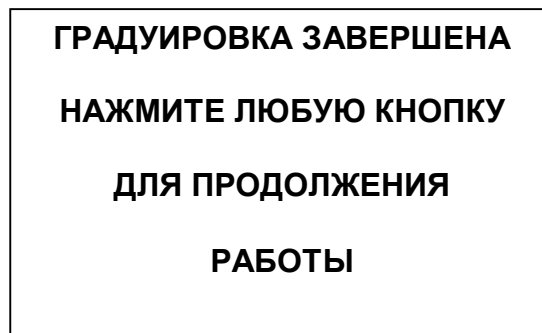 ГРАДУИРОВКА ЗАВЕРШЕНА
НАЖМИТЕ ЛЮБУЮ КНОПКУ
ДЛЯ ПРОДОЛЖЕНИЯ
РАБОТЫ